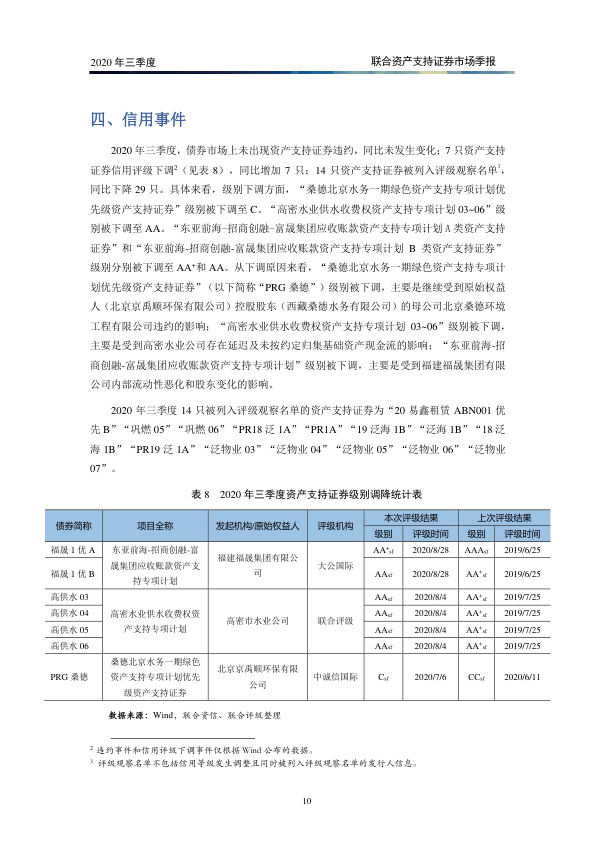 2020 年三季度
联合资产支持证券市场季报
四、信用事件
2020 年三季度，债券市场上未出现资产支持证券违约，同比未发生变化；7 只资产支持
证券信用评级下调2（见表 8），同比增加 7 只；14 只资产支持证券被列入评级观察名单3，
同比下降 29 只。具体来看，级别下调方面，“桑德北京水务一期绿色资产支持专项计划优
先级资产支持证券”级别被下调至 C。“高密水业供水收费权资产支持专项计划 03~06”级
别被下调至 AA。“东亚前海-招商创融-富晟集团应收账款资产支持专项计划 A 类资产支持
证券”和“东亚前海-招商创融-富晟集团应收账款资产支持专项计划 B 类资产支持证券”
级别分别被下调至 AA+和 AA。从下调原因来看，“桑德北京水务一期绿色资产支持专项计
划优先级资产支持证券”（以下简称“PRG 桑德”）级别被下调，主要是继续受到原始权益
人（北京京禹顺环保有限公司）控股股东（西藏桑德水务有限公司）的母公司北京桑德环境
工程有限公司违约的影响；“高密水业供水收费权资产支持专项计划 03~06”级别被下调，
主要是受到高密水业公司存在延迟及未按约定归集基础资产现金流的影响；“东亚前海-招
商创融-富晟集团应收账款资产支持专项计划”级别被下调，主要是受到福建福晟集团有限
公司内部流动性恶化和股东变化的影响。
2020 年三季度 14 只被列入评级观察名单的资产支持证券为“20 易鑫租赁 ABN001 优
先 B”“巩燃 05”“巩燃 06”“PR18 泛 1A”“PR1A”“19 泛海 1B”“泛海 1B”“18 泛
海 1B”“PR19 泛 1A”“泛物业 03”“泛物业 04”“泛物业 05”“泛物业 06”“泛物业
07”。
表 8 2020 年三季度资产支持证券级别调降统计表
债券简称 项目全称 发起机构/原始权益人 评级机构 本次评级结果 上次评级结果
级别 评级时间 级别 评级时间
福晟 1 优 A 东亚前海-招商创融-富 AA+sf 2020/8/28 AAAsf 2019/6/25
晟集团应收账款资产支 福建福晟集团有限公 大公国际
福晟 1 优 B 持专项计划 司 AAsf 2020/8/28 AA+sf 2019/6/25
高供水 03 AAsf 2020/8/4 AA+sf 2019/7/25
高供水 04 高密水业供水收费权资 AAsf 2020/8/4 AA+sf 2019/7/25
高供水 05 产支持专项计划 高密市水业公司 联合评级 AAsf 2020/8/4 AA+sf 2019/7/25
高供水 06 AAsf 2020/8/4 AA+sf 2019/7/25
桑德北京水务一期绿色
PRG 桑德 资产支持专项计划优先 北京京禹顺环保有限 中诚信国际 Csf 2020/7/6 CCsf 2020/6/11
级资产支持证券 公司
数据来源：Wind，联合资信、联合评级整理
2 违约事件和信用评级下调事件仅根据 Wind 公布的数据。
3 评级观察名单不包括信用等级发生调整且同时被列入评级观察名单的发行人信息。
10